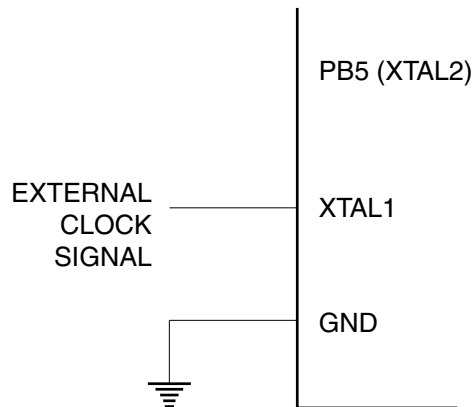 PB5 (XTAL2)
EXTERNAL
CLOCK
SIGNAL
XTAL1
GND